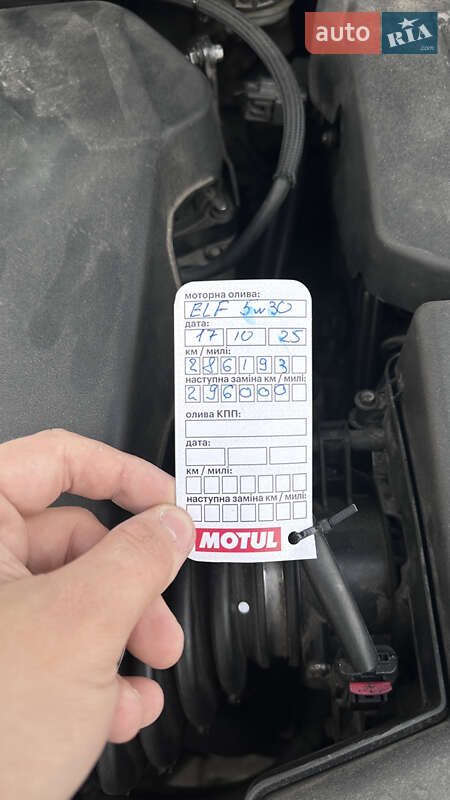 auto RIA
.com
моторна олива:
ELF 5w30
дата:
17 10 25
км / милі:
286193
наступна заміна км / милі:
296000
олива КПП:
дата:
км / милі:
наступна заміна км / милі:
MOTUL